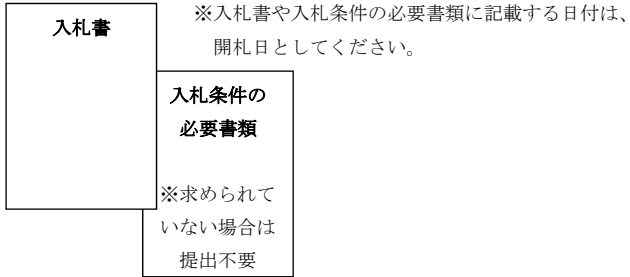 入札書
※入札書や入札条件の必要書類に記載する日付は、
開札日としてください。
入札条件の
必要書類
※求められて
いない場合は
提出不要